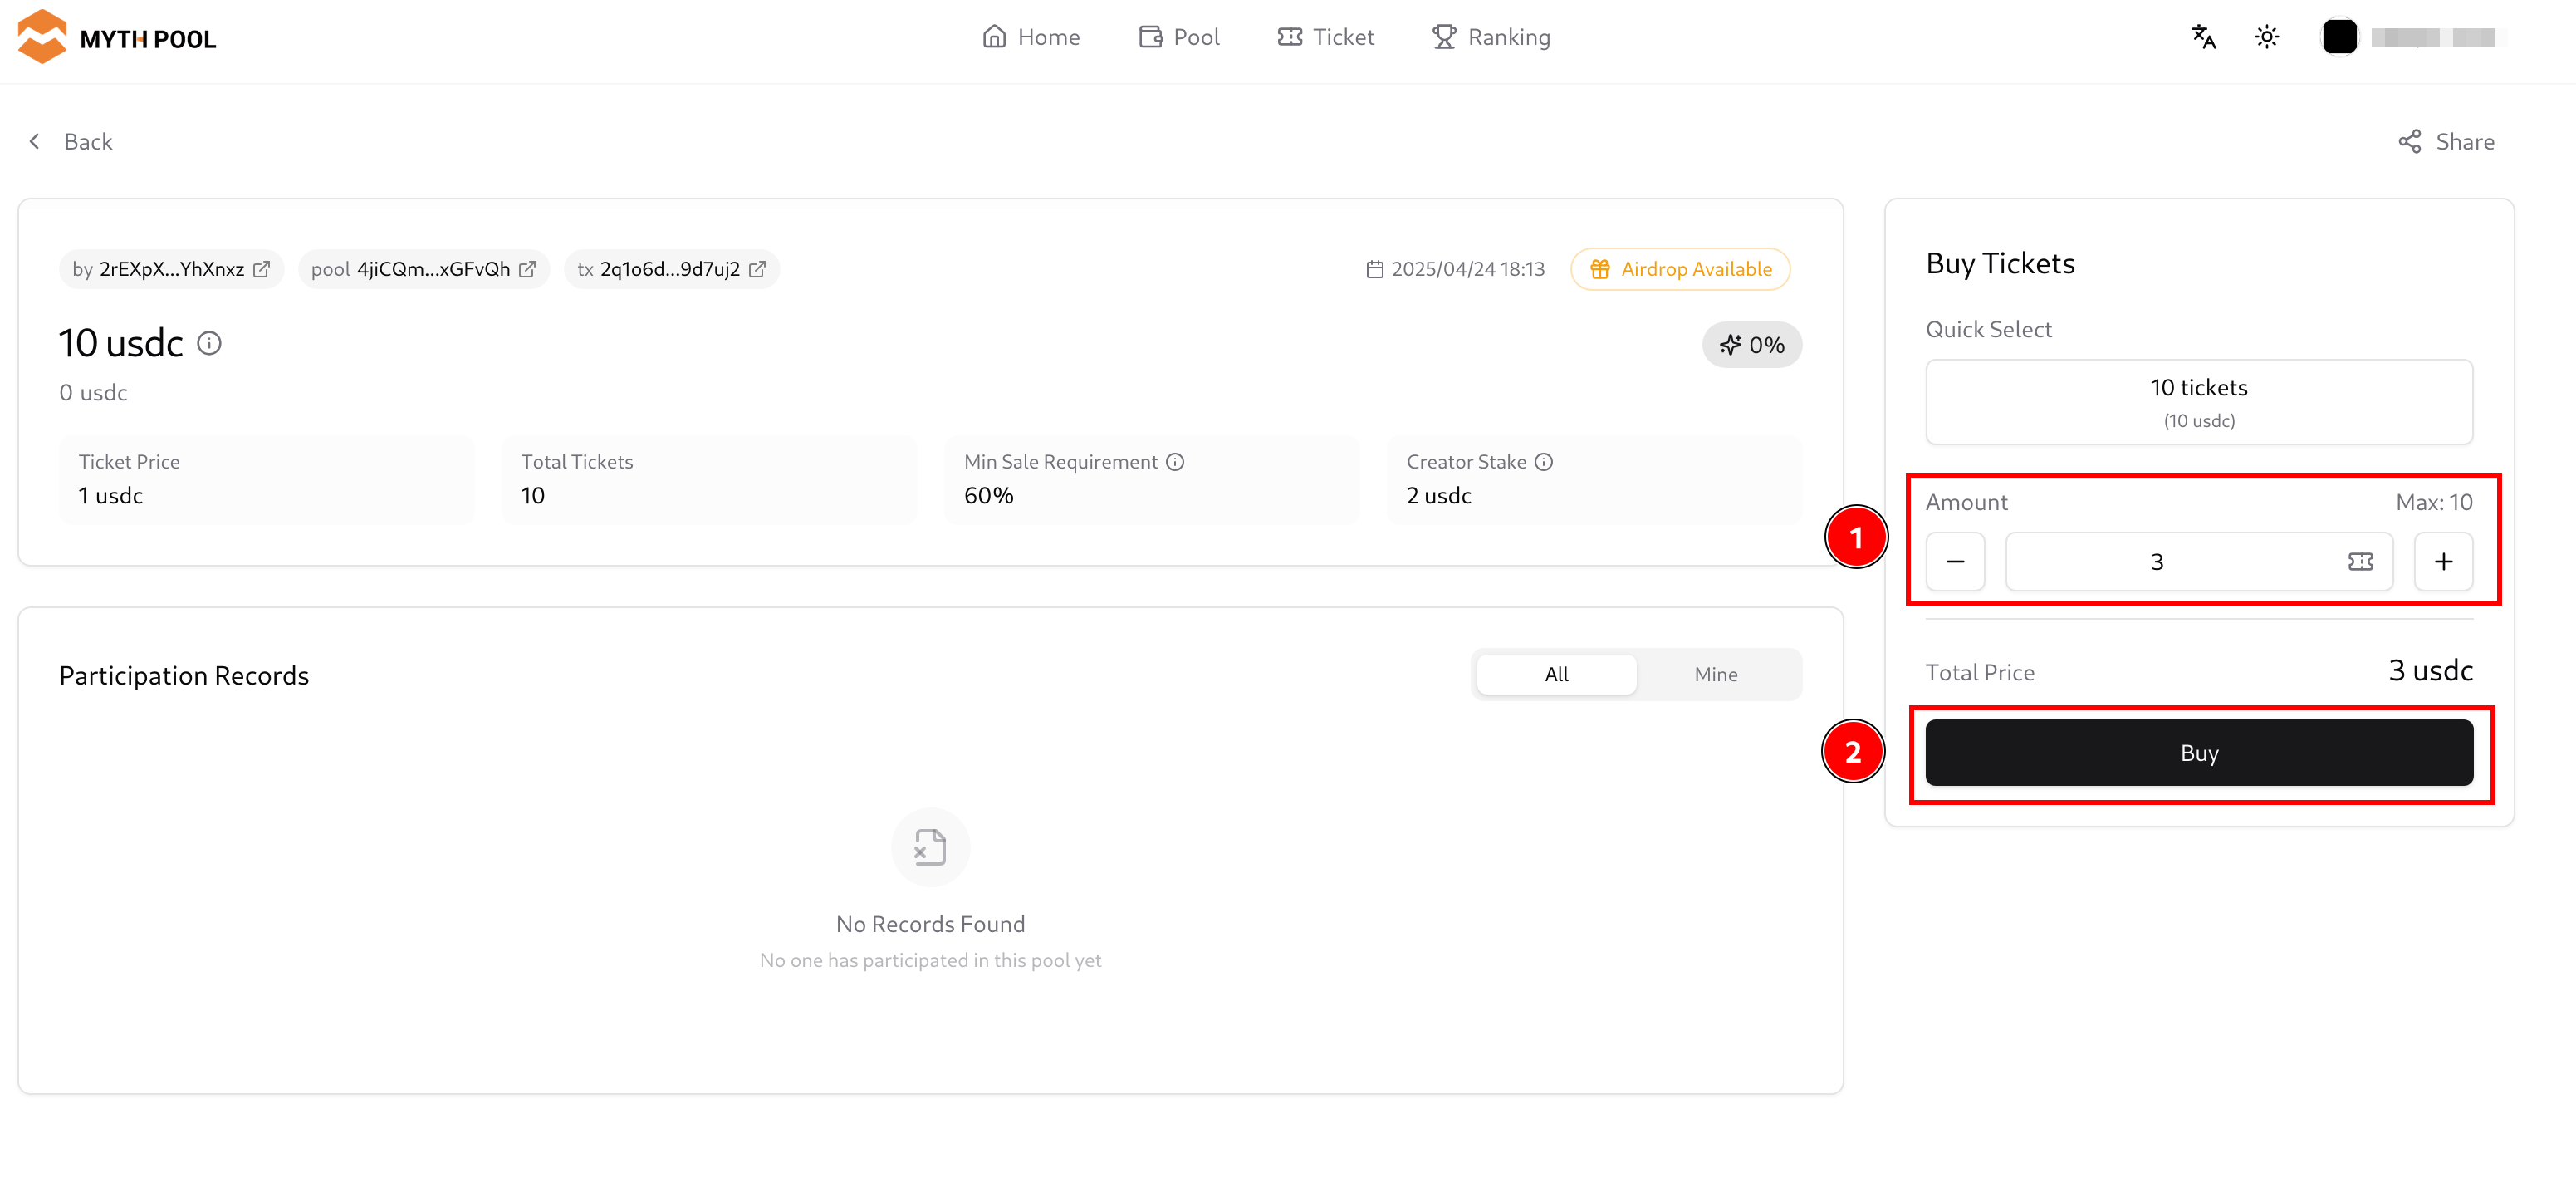 MYTH POOL
Home
Pool
Ticket
Ranking
Back
Share
by 2rEXpX...YhXnxz
pool 4jiCQm...xGFvQh
tx 2q1o6d...9d7uj2
2025/04/24 18:13
Airdrop Available
10 usdc
0%
0 usdc
Ticket Price
1 usdc
Total Tickets
10
Min Sale Requirement
60%
Creator Stake
2 usdc
Buy Tickets
Quick Select
10 tickets
(10 usdc)
Amount
Max: 10
1
3
Total Price
3 usdc
2
Buy
Participation Records
All
Mine
No Records Found
No one has participated in this pool yet